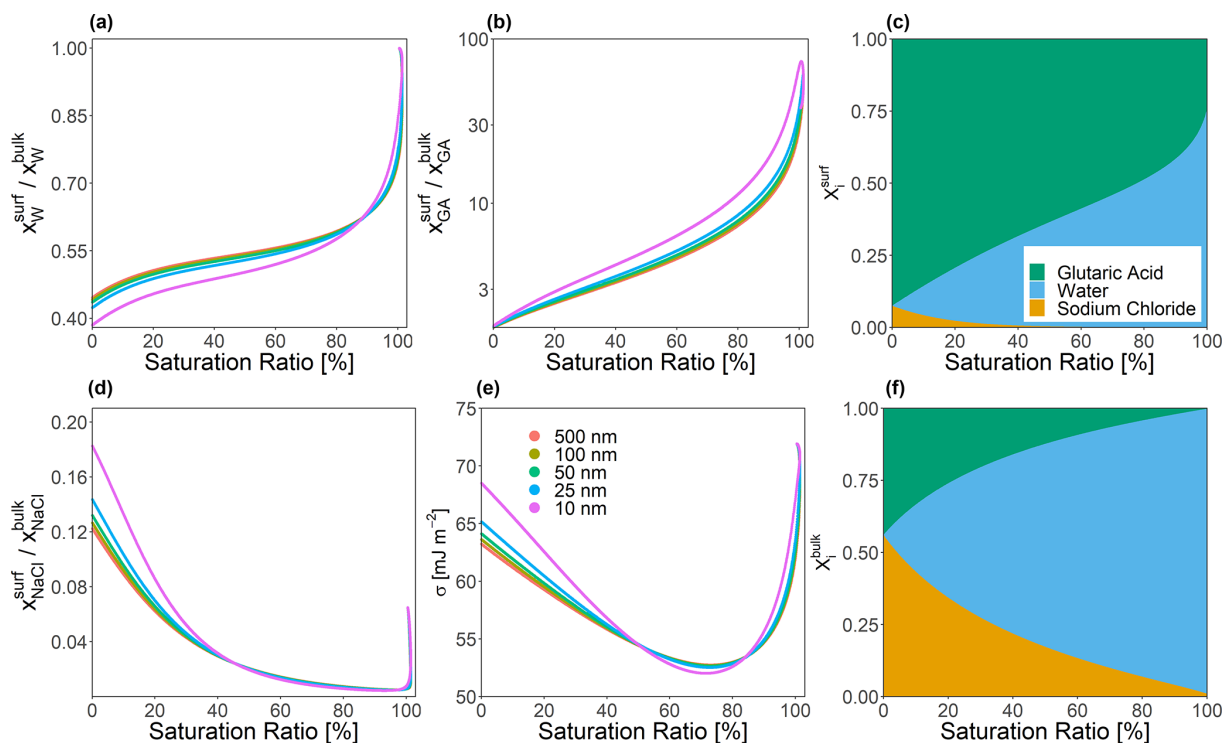 (a)
1.00
0.85
0.70
0.55
0.40
x_W^surf / x_W^bulk
0 20 40 60 80 100
Saturation Ratio [%]
(b)
100
30
10
3
x_GA^surf / x_GA^bulk
0 20 40 60 80 100
Saturation Ratio [%]
(c)
1.00
0.75
0.50
0.25
0.00
x_i^surf
Glutaric Acid
Water
Sodium Chloride
0 20 40 60 80 100
Saturation Ratio [%]
(d)
0.20
0.16
0.12
0.08
0.04
x_NaCl^surf / x_NaCl^bulk
0 20 40 60 80 100
Saturation Ratio [%]
(e)
75
70
65
60
55
50
σ [mJ m⁻²]
500 nm
100 nm
50 nm
25 nm
10 nm
0 20 40 60 80 100
Saturation Ratio [%]
(f)
1.00
0.75
0.50
0.25
0.00
x_i^bulk
0 20 40 60 80 100
Saturation Ratio [%]